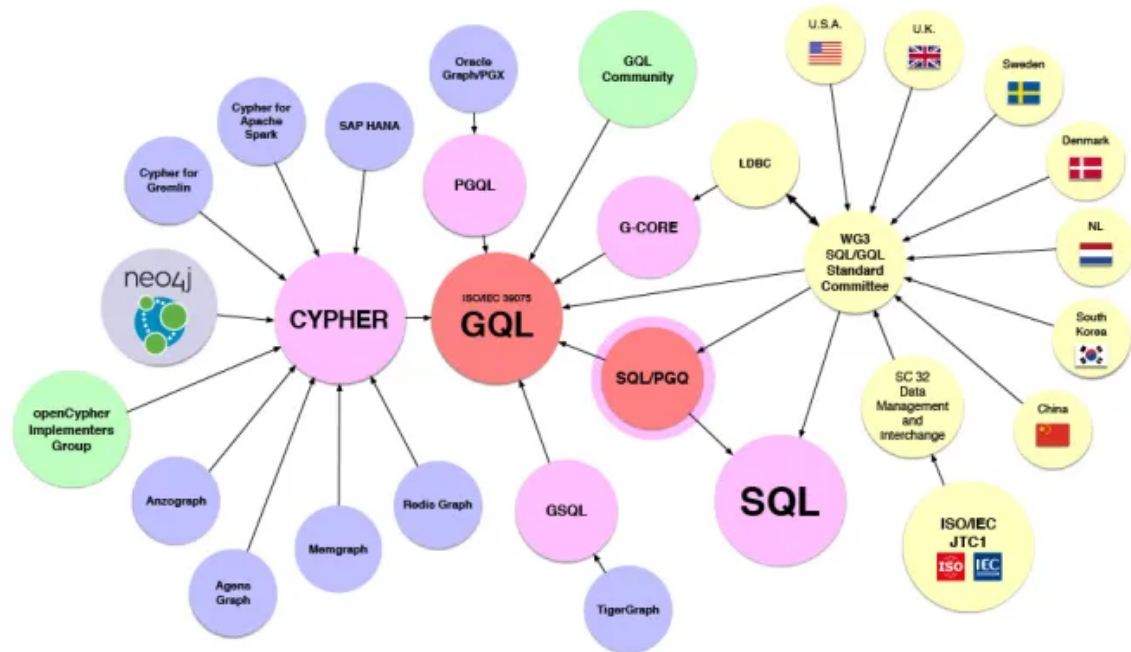 U.S.A.
U.K.
Sweden
Denmark
NL
South
Korea
China
Oracle
Graph/PGX
GQL
Community
Cypher for
Apache
Spark
SAP HANA
Cypher for
Gremlin
PGQL
LDBC
G-CORE
WG3
SQL/GQL
Standard
Committee
neo4j
CYPHER
ISO/IEC 39075
GQL
SQL/PGQ
SC 32
Data
Management
and
Interchange
openCypher
Implementers
Group
Anzograph
Redis Graph
GSQL
SQL
Memgraph
Agens
Graph
TigerGraph
ISO/IEC
JTC1
ISO
IEC